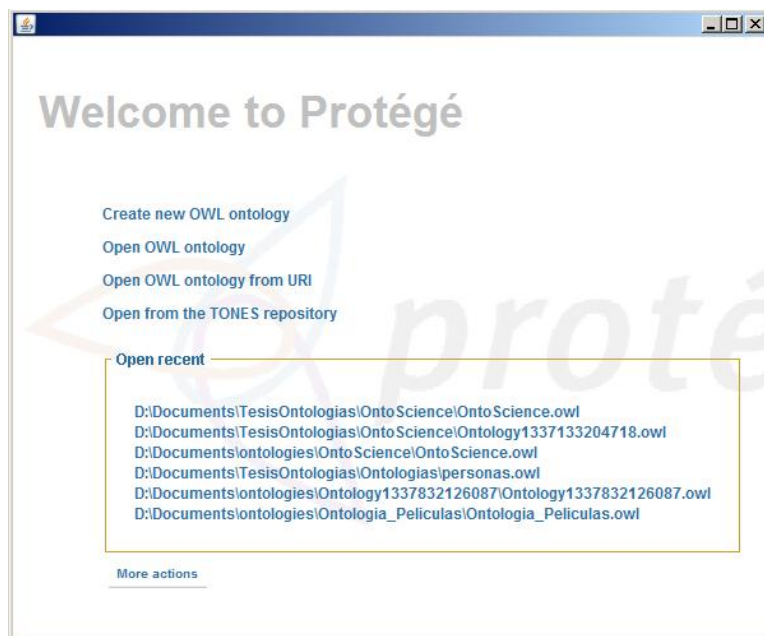 Welcome to Protégé
Create new OWL ontology
Open OWL ontology
Open OWL ontology from URI
Open from the TONES repository
proté
Open recent
D:\Documents\TesisOntologias\OntoScience\OntoScience.owl
D:\Documents\TesisOntologias\OntoScience\Ontology1337133204718.owl
D:\Documents\ontologies\OntoScience\OntoScience.owl
D:\Documents\TesisOntologias\Ontologias\personas.owl
D:\Documents\ontologies\Ontology1337832126087\Ontology1337832126087.owl
D:\Documents\ontologies\Ontologia_Peliculas\Ontologia_Peliculas.owl
More actions